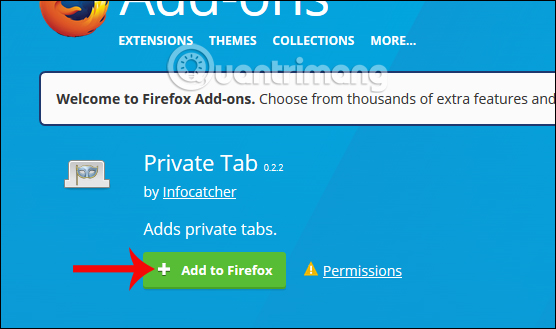 Add-ons
EXTENSIONS THEMES COLLECTIONS MORE...
Quantrimang
Welcome to Firefox Add-ons. Choose from thousands of extra features and
Private Tab 0.2.2
by Infocatcher
Adds private tabs.
Add to Firefox Permissions